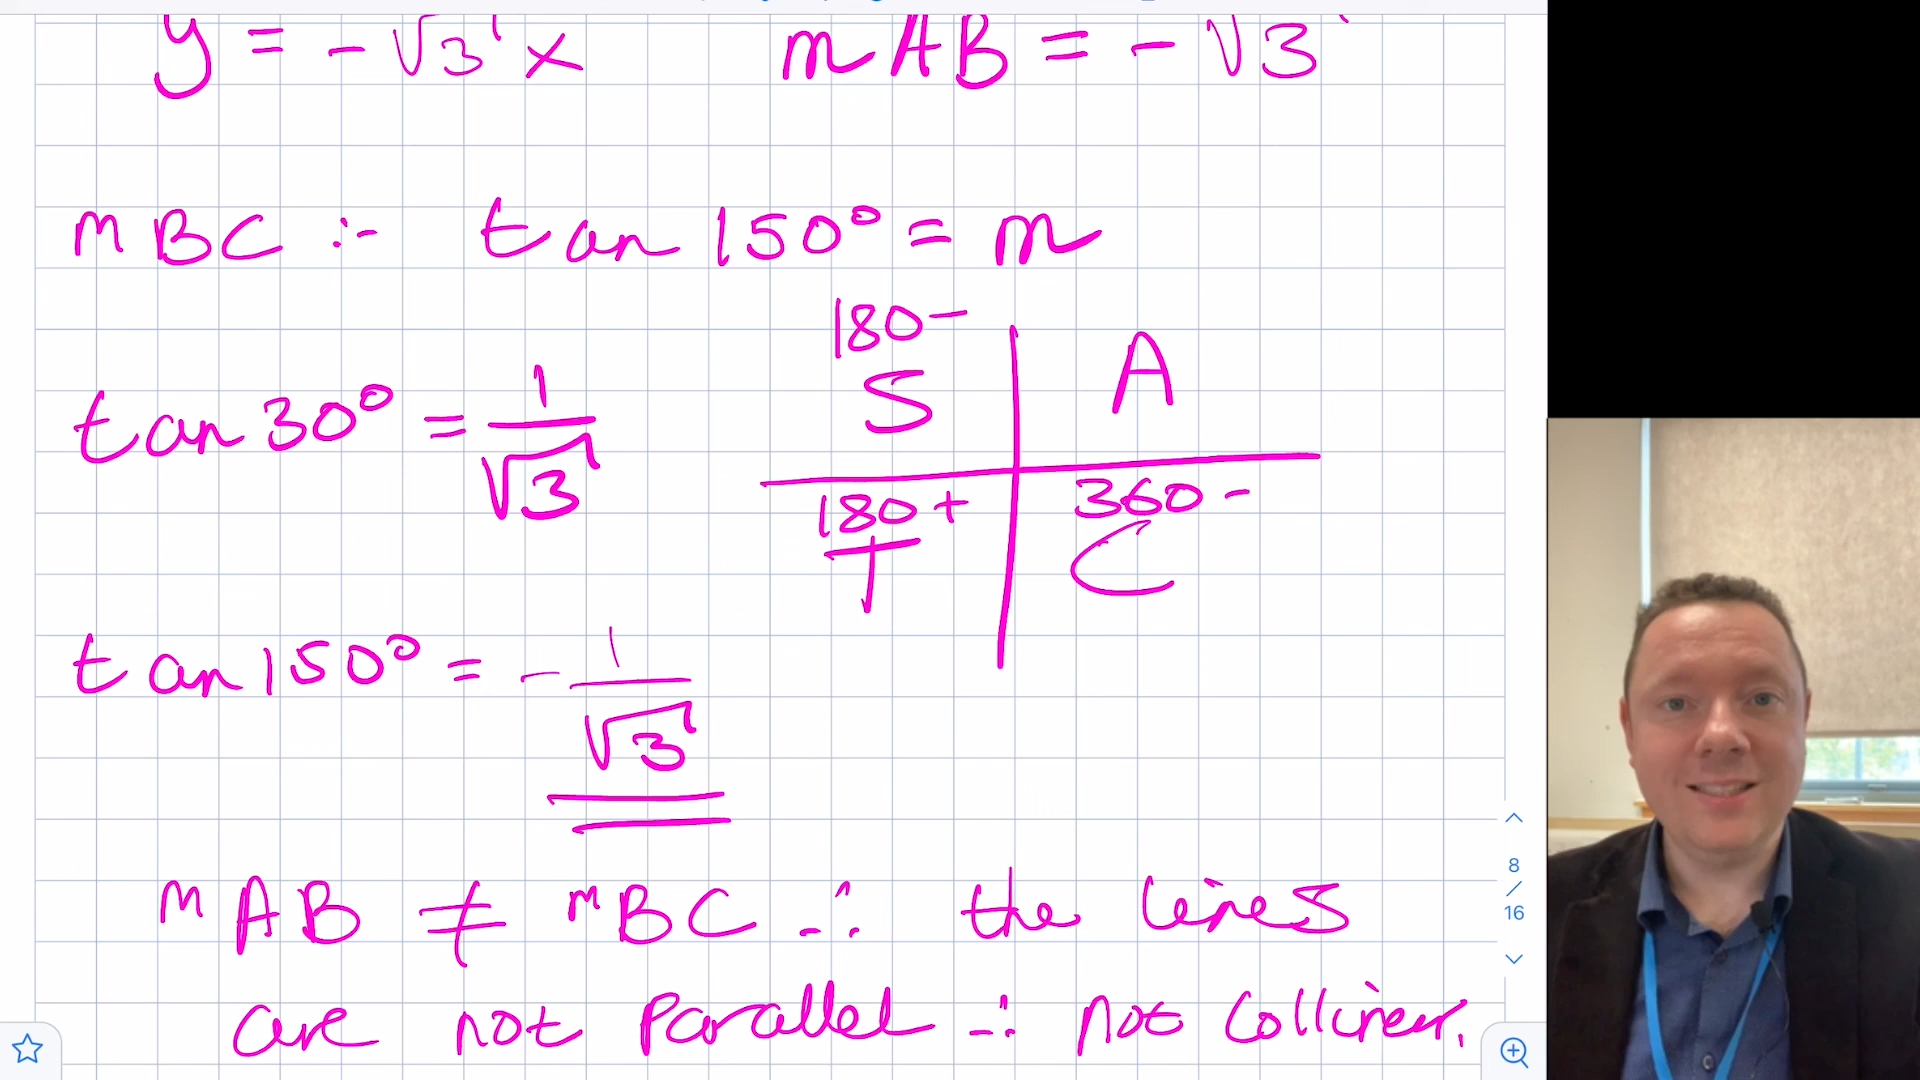 y = -√3 x mAB = -√3
mBC :- tan 150° = m
180-
S A
tan 30° = 1/√3
180+ 360-
T C
tan 150° = - 1/√3
mAB ≠ mBC ∴ the lines
are not parallel ∴ not collinear.
8
/
16